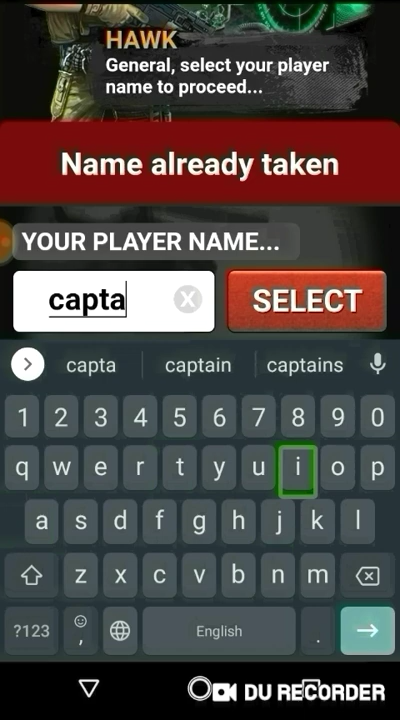 HAWK
General, select your player
name to proceed...
Name already taken
YOUR PLAYER NAME...
capta
SELECT
capta captain captains
1 2 3 4 5 6 7 8 9 0
q w e r t y u i o p
a s d f g h j k l
z x c v b n m
?123 , English .
DU RECORDER